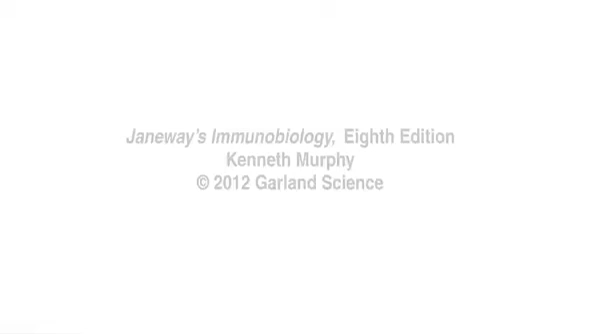 Janeway's Immunobiology, Eighth Edition
Kenneth Murphy
© 2012 Garland Science